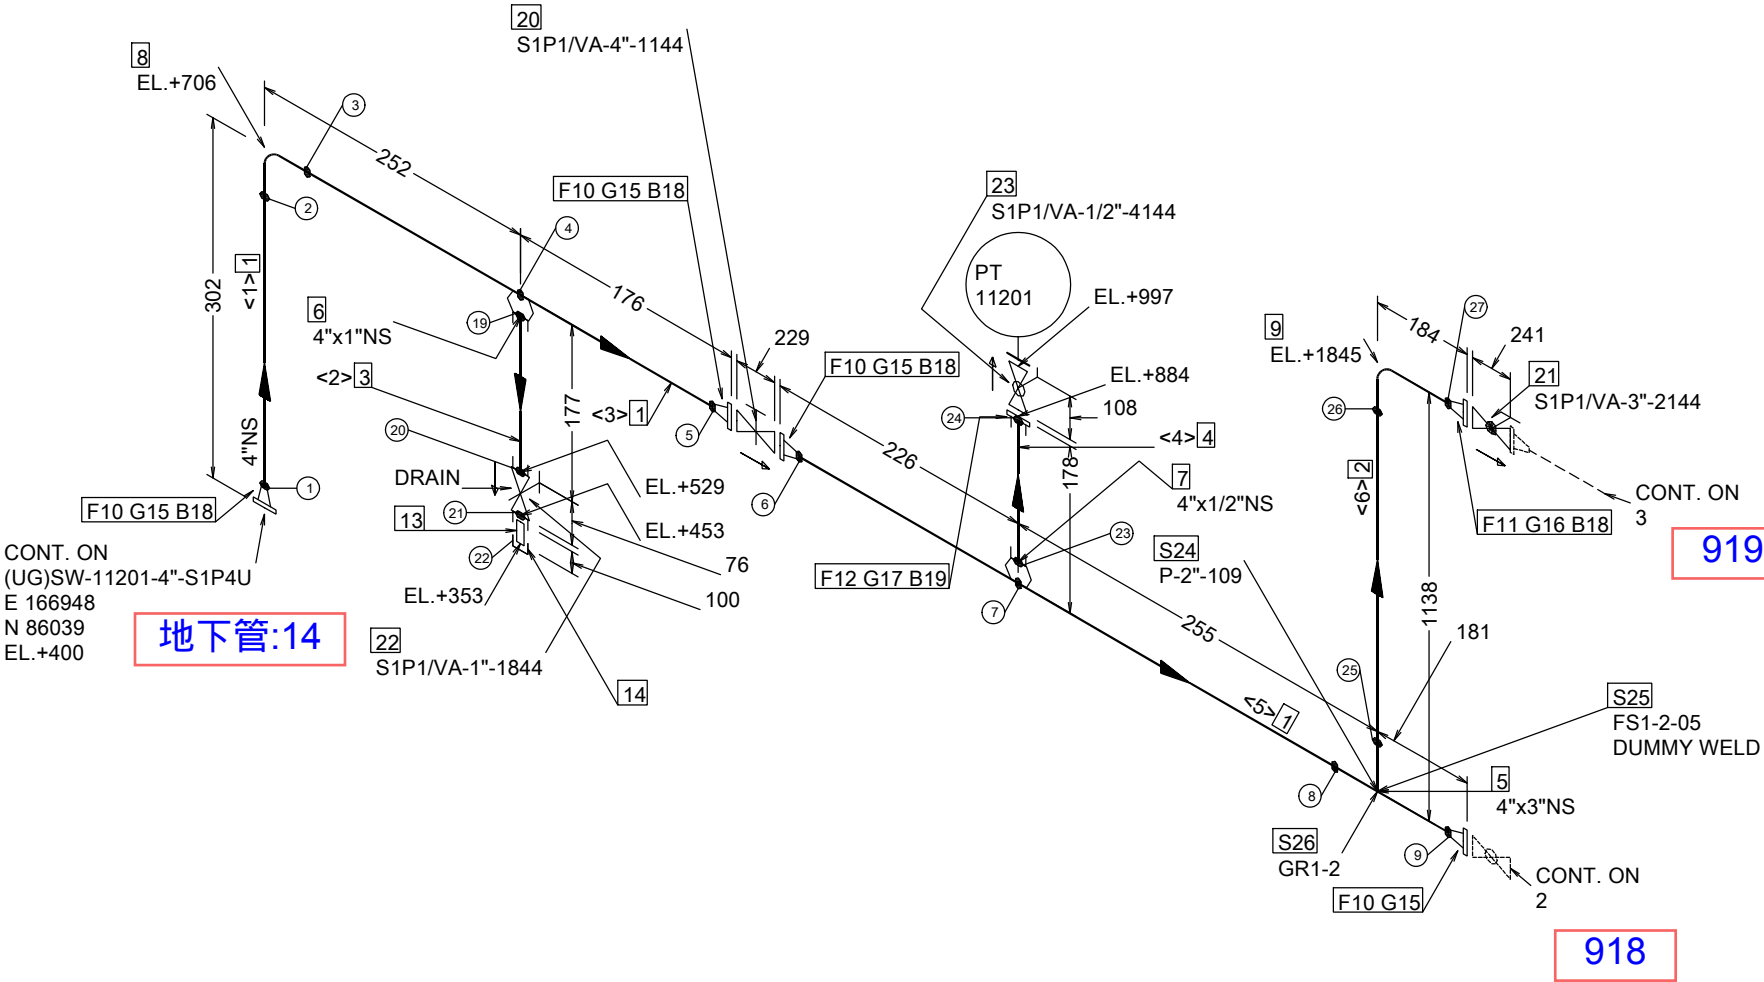 20
S1P1/VA-4"-1144
8
EL.+706
3
252
F10 G15 B18
23
S1P1/VA-1/2"-4144
2
4
302
<1>1
176
PT
11201
EL.+997
6
4"x1"NS
19
229
F10 G15 B18
27
184
241
9
EL.+1845
21
S1P1/VA-3"-2144
<2>3
177
<3>1
5
EL.+884
108
24
26
4"NS
20
DRAIN
EL.+529
226
178
<4>4
7
4"x1/2"NS
<6>2
CONT. ON
3
1
F10 G15 B18
13
21
EL.+453
6
F11 G16 B18
919
CONT. ON
(UG)SW-11201-4"-S1P4U
E 166948
N 86039
EL.+400
22
76
F12 G17 B19
23
S24
P-2"-109
EL.+353
100
7
地下管:14
22
S1P1/VA-1"-1844
14
255
1138
181
25
S25
FS1-2-05
DUMMY WELD
<5>1
8
5
4"x3"NS
S26
GR1-2
9
F10 G15
CONT. ON
2
918